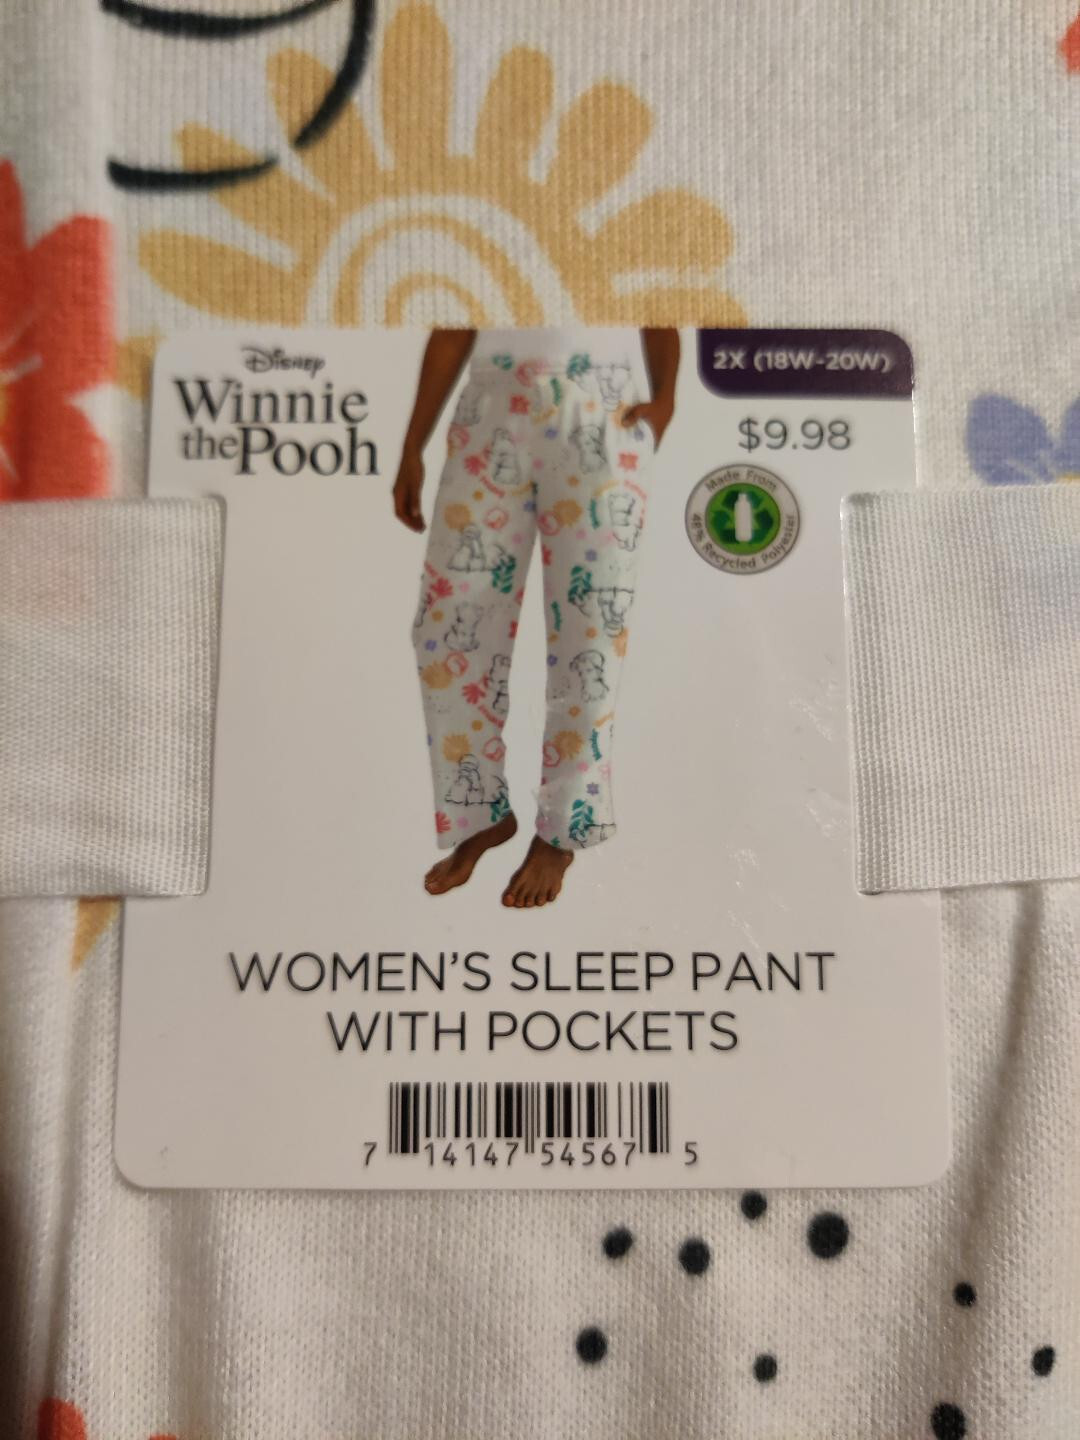 Disney
Winnie
the Pooh
2X (18W-20W)
$9.98
Made From
48% Recycled Polyester
WOMEN'S SLEEP PANT
WITH POCKETS
7 14147 54567 5